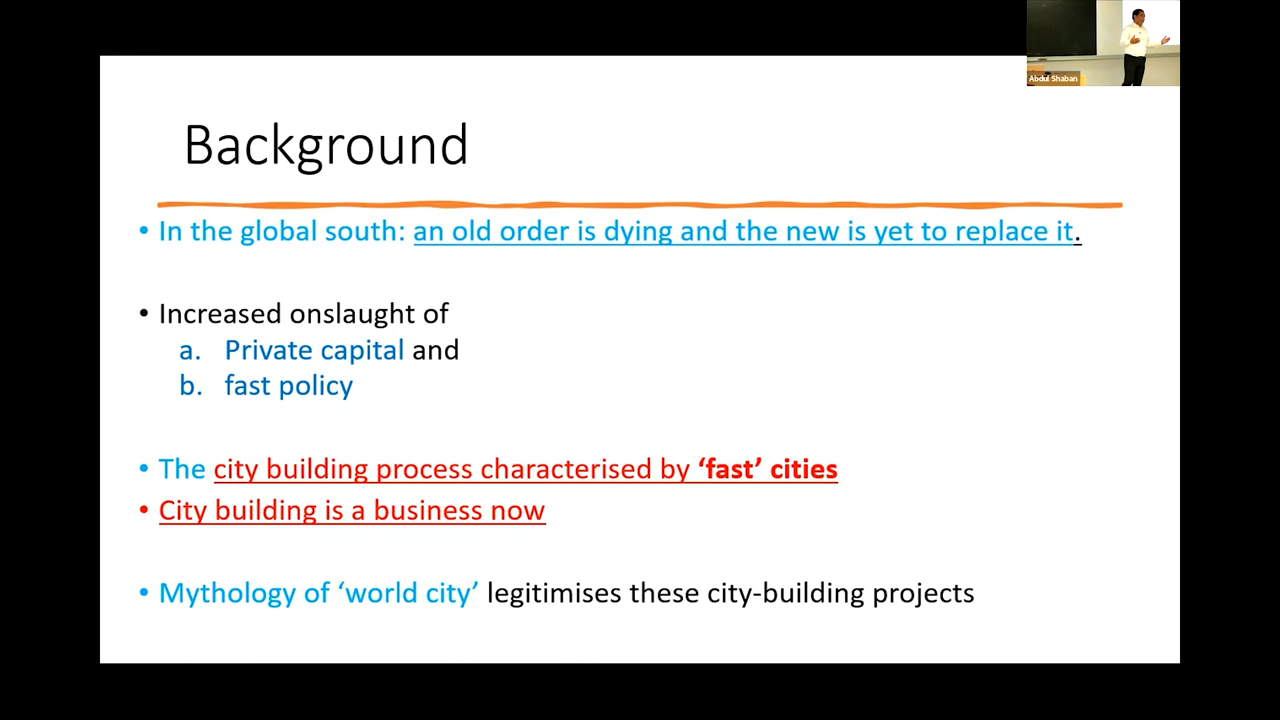 Abdul Shaban
Background
• In the global south: an old order is dying and the new is yet to replace it.
• Increased onslaught of
a. Private capital and
b. fast policy
• The city building process characterised by ‘fast’ cities
• City building is a business now
• Mythology of ‘world city’ legitimises these city-building projects